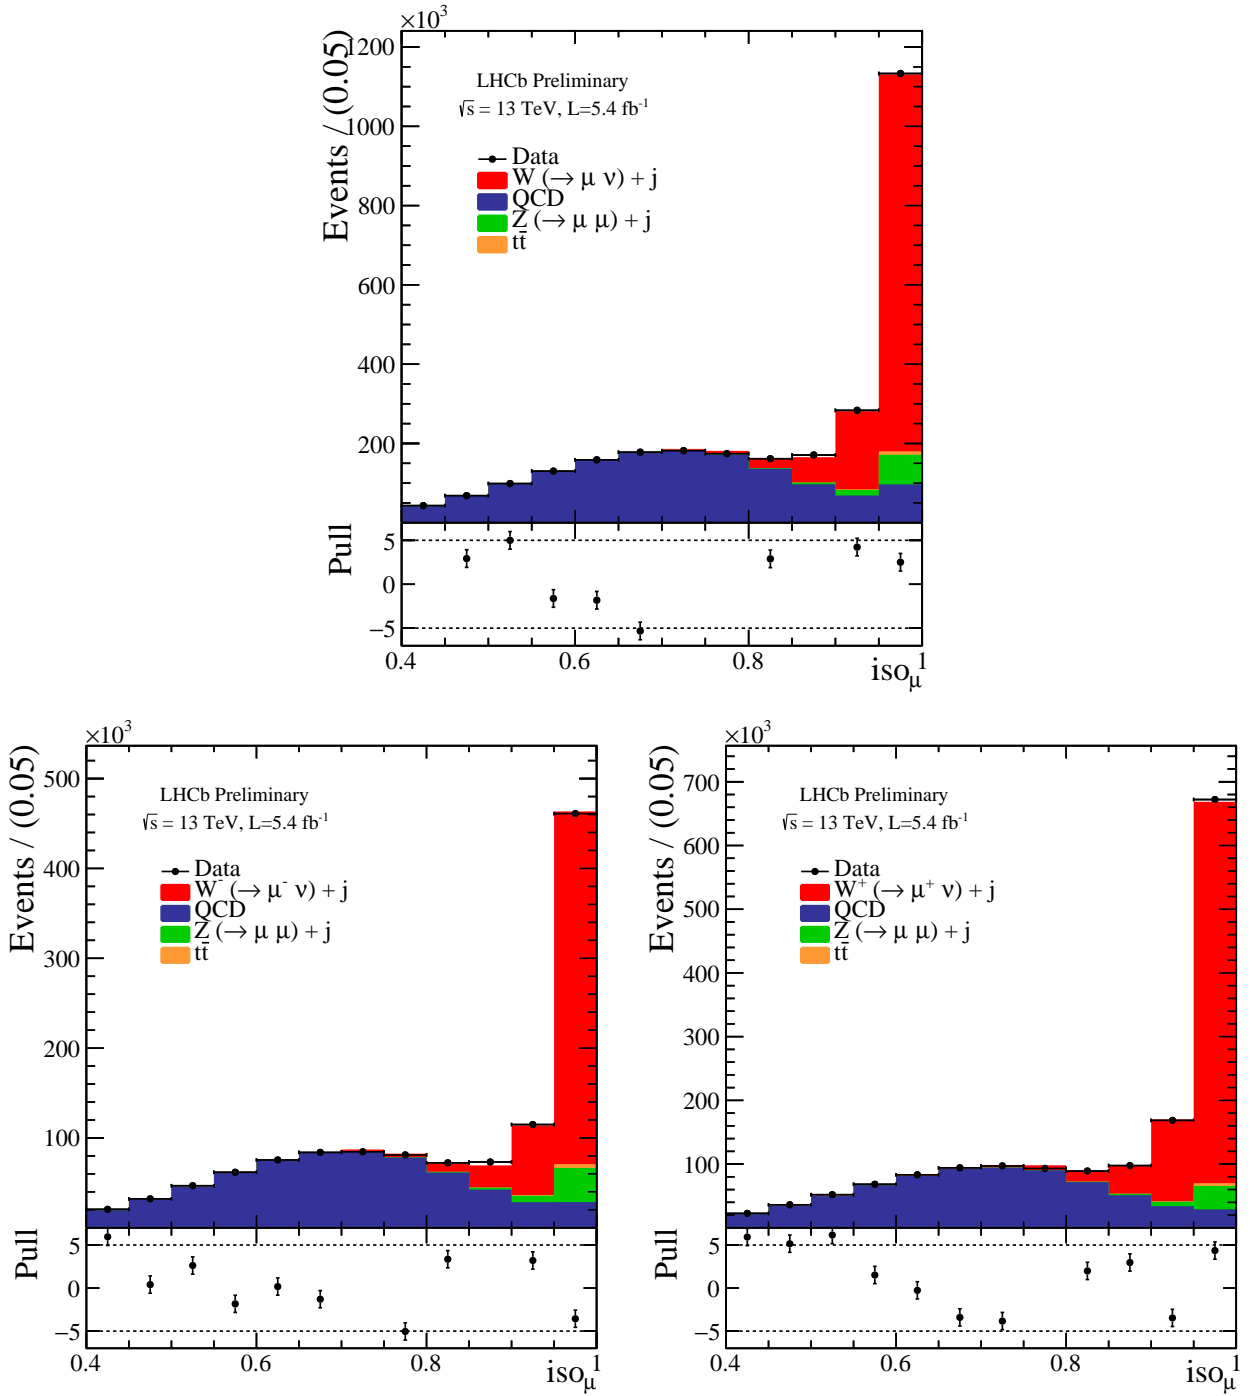 ×10³
Events / (0.05)
1200
1000
800
600
400
200
LHCb Preliminary
√s = 13 TeV, L=5.4 fb⁻¹
Data
W (→ μ ν) + j
QCD
Z (→ μ μ) + j
tt̄
Pull
5
0
−5
0.4
0.6
0.8
1
iso_μ
×10³
Events / (0.05)
500
400
300
200
100
LHCb Preliminary
√s = 13 TeV, L=5.4 fb⁻¹
Data
W⁻ (→ μ⁻ ν) + j
QCD
Z (→ μ μ) + j
tt̄
Pull
5
0
−5
0.4
0.6
0.8
1
iso_μ
×10³
Events / (0.05)
700
600
500
400
300
200
100
LHCb Preliminary
√s = 13 TeV, L=5.4 fb⁻¹
Data
W⁺ (→ μ⁺ ν) + j
QCD
Z (→ μ μ) + j
tt̄
Pull
5
0
−5
0.4
0.6
0.8
1
iso_μ